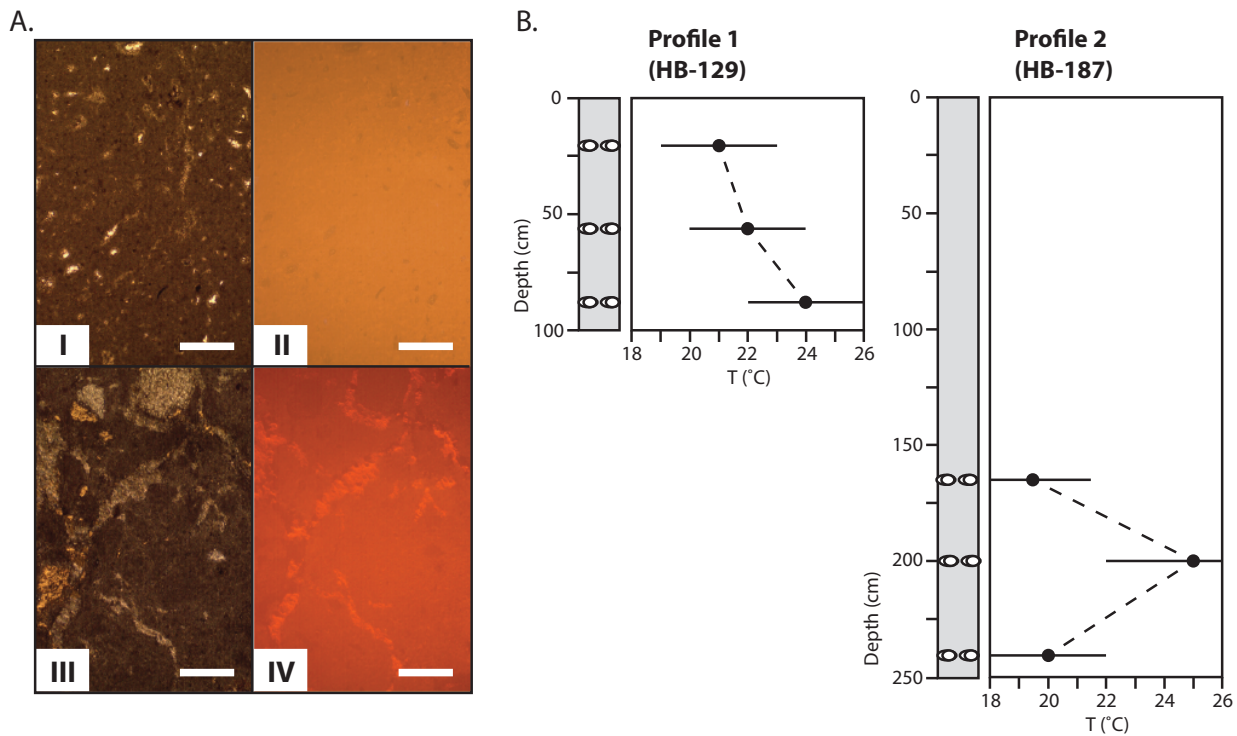 A.
I
II
III
IV
B.
Profile 1
(HB-129)
0
50
100
Depth (cm)
18
20
22
24
26
T (˚C)
Profile 2
(HB-187)
0
50
100
150
200
250
Depth (cm)
18
20
22
24
26
T (˚C)